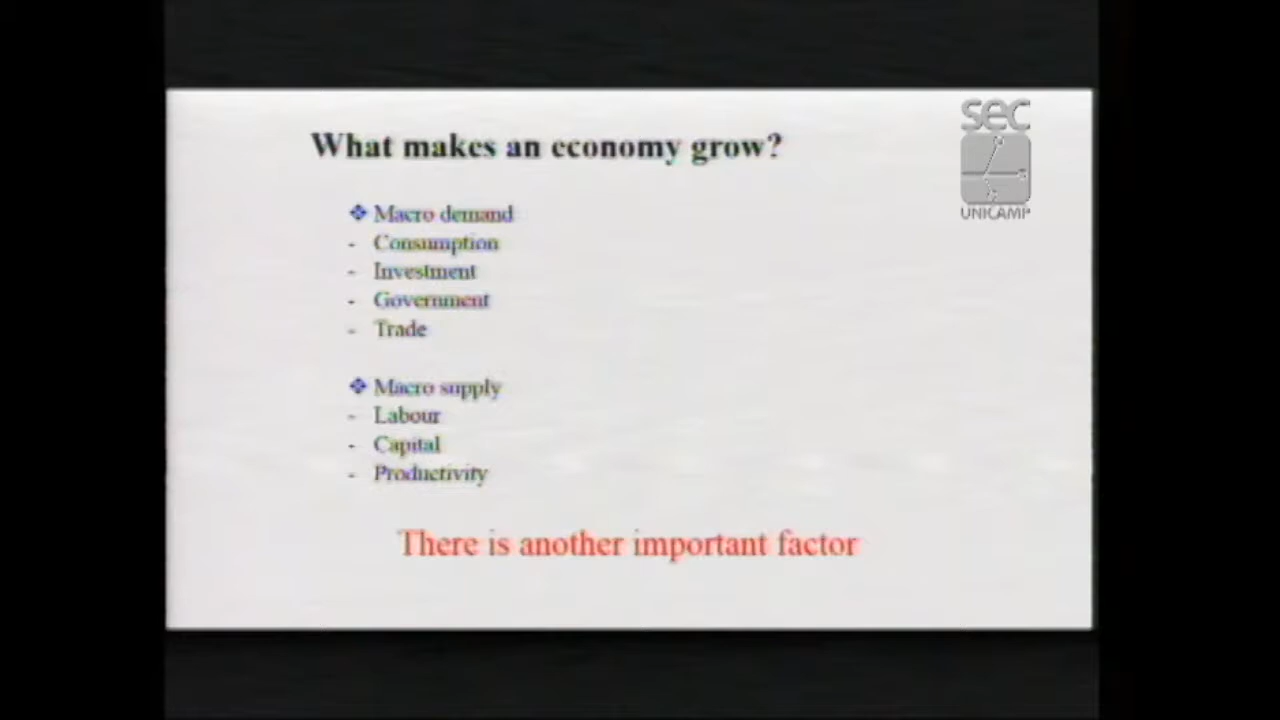 sec
UNICAMP
What makes an economy grow?
❖ Macro demand
- Consumption
- Investment
- Government
- Trade
❖ Macro supply
- Labour
- Capital
- Productivity
There is another important factor